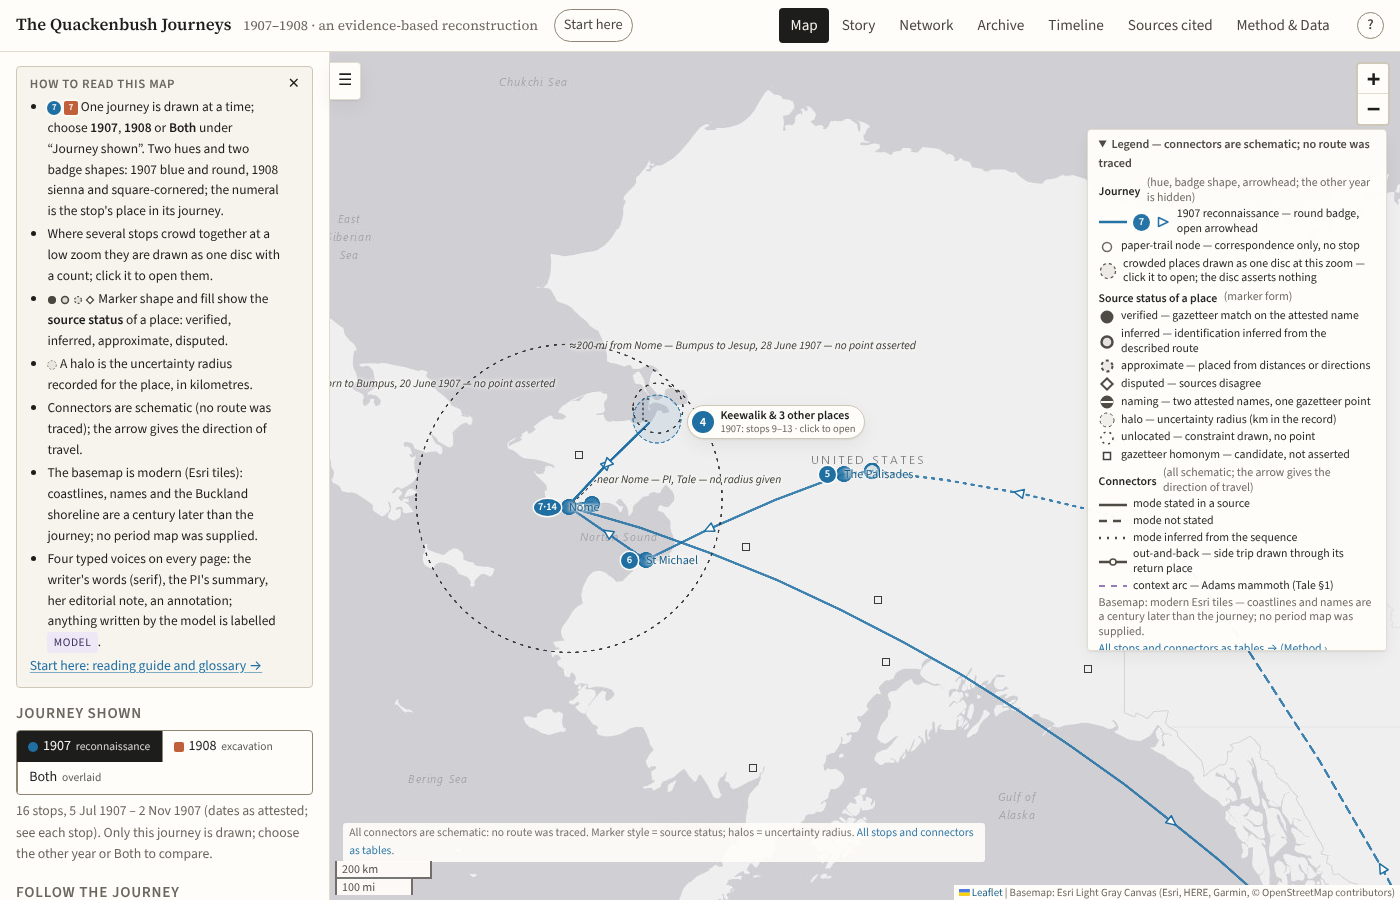 The Quackenbush Journeys 1907–1908 · an evidence-based reconstruction Start here Map Story Network Archive Timeline Sources cited Method & Data ?
HOW TO READ THIS MAP ✕
7 7 One journey is drawn at a time;
choose 1907, 1908 or Both under
“Journey shown”. Two hues and two
badge shapes: 1907 blue and round, 1908
sienna and square-cornered; the numeral
is the stop's place in its journey.
Where several stops crowd together at a
low zoom they are drawn as one disc with
a count; click it to open them.
Marker shape and fill show the
source status of a place: verified,
inferred, approximate, disputed.
A halo is the uncertainty radius
recorded for the place, in kilometres.
Connectors are schematic (no route was
traced); the arrow gives the direction of
travel.
The basemap is modern (Esri tiles):
coastlines, names and the Buckland
shoreline are a century later than the
journey; no period map was supplied.
Four typed voices on every page: the
writer's words (serif), the PI's summary,
her editorial note, an annotation;
anything written by the model is labelled
MODEL .
Start here: reading guide and glossary →
JOURNEY SHOWN
1907 reconnaissance 1908 excavation
Both overlaid
16 stops, 5 Jul 1907 – 2 Nov 1907 (dates as attested;
see each stop). Only this journey is drawn; choose
the other year or Both to compare.
FOLLOW THE JOURNEY
☰
Chukchi Sea
East
Siberian
Sea
≈200 mi from Nome — Bumpus to Jesup, 28 June 1907 — no point asserted
rn to Bumpus, 20 June 1907 — no point asserted
4 Keewalik & 3 other places
1907: stops 9–13 · click to open
UNITED STATES
5 The Palisades
near Nome — PI, Tale — no radius given
7·14 Nome
Norton Sound
6 St Michael
Bering Sea
Gulf of
Alaska
All connectors are schematic: no route was traced. Marker style = source status; halos = uncertainty radius. All stops and connectors
as tables.
200 km
100 mi
+
−
▼ Legend — connectors are schematic; no route was
traced
Journey (hue, badge shape, arrowhead; the other year
is hidden)
7 1907 reconnaissance — round badge,
open arrowhead
paper-trail node — correspondence only, no stop
crowded places drawn as one disc at this zoom —
click it to open; the disc asserts nothing
Source status of a place (marker form)
verified — gazetteer match on the attested name
inferred — identification inferred from the
described route
approximate — placed from distances or directions
disputed — sources disagree
naming — two attested names, one gazetteer point
halo — uncertainty radius (km in the record)
unlocated — constraint drawn, no point
gazetteer homonym — candidate, not asserted
Connectors (all schematic; the arrow gives the
direction of travel)
mode stated in a source
mode not stated
mode inferred from the sequence
out-and-back — side trip drawn through its
return place
context arc — Adams mammoth (Tale §1)
Basemap: modern Esri tiles — coastlines and names are
a century later than the journey; no period map was
supplied.
All stops and connectors as tables → (Method ›
Leaflet | Basemap: Esri Light Gray Canvas (Esri, HERE, Garmin, © OpenStreetMap contributors)